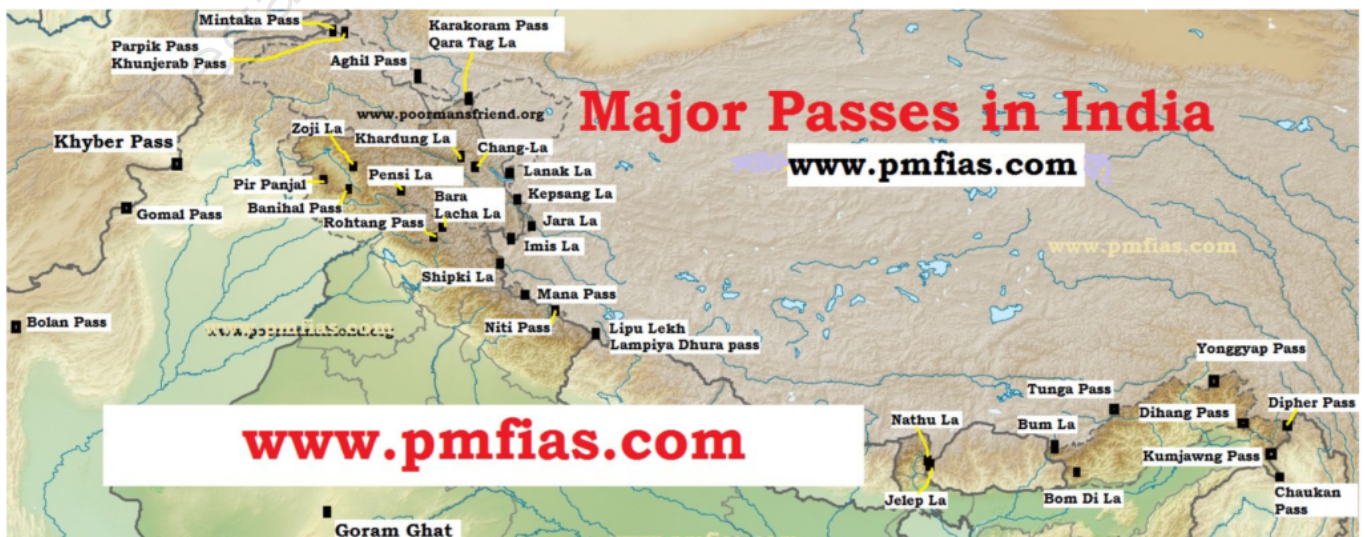 Mintaka Pass
Parpik Pass
Khunjerab Pass
Aghil Pass
Karakoram Pass
Qara Tag La
Major Passes in India
www.pmfias.com
www.poormansfriend.org
Zoji La
Khardung La
Chang-La
Khyber Pass
Lanak La
Pensi La
Pir Panjal
Kepsang La
Banihal Pass
Bara
Lacha La
Gomal Pass
Rohtang Pass
Jara La
Imis La
www.pmfias.com
Shipki La
Mana Pass
Bolan Pass
Niti Pass
Lipu Lekh
Lampiya Dhura pass
Yonggyap Pass
Tunga Pass
Dihang Pass
Dipher Pass
Nathu La
Bum La
www.pmfias.com
Kumjawng Pass
Jelep La
Bom Di La
Chaukan
Pass
Goram Ghat